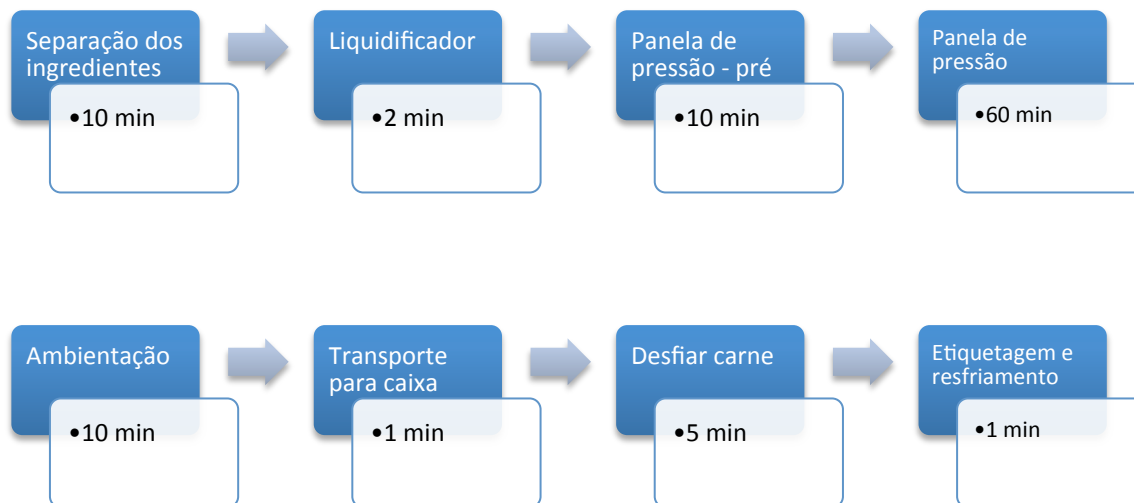 Separação dos
ingredientes
•10 min
Liquidificador
•2 min
Panela de
pressão - pré
•10 min
Panela de
pressão
•60 min
Ambientação
•10 min
Transporte
para caixa
•1 min
Desfiar carne
•5 min
Etiquetagem e
resfriamento
•1 min